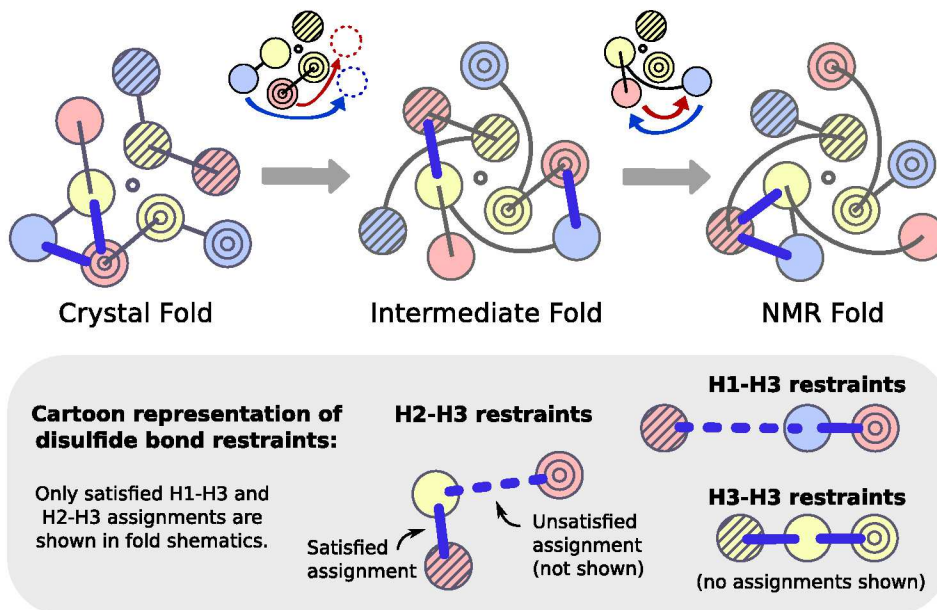 Crystal Fold
Intermediate Fold
NMR Fold
Cartoon representation of
disulfide bond restraints:
Only satisfied H1-H3 and
H2-H3 assignments are
shown in fold shematics.
H2-H3 restraints
Satisfied
assignment
Unsatisfied
assignment
(not shown)
H1-H3 restraints
H3-H3 restraints
(no assignments shown)